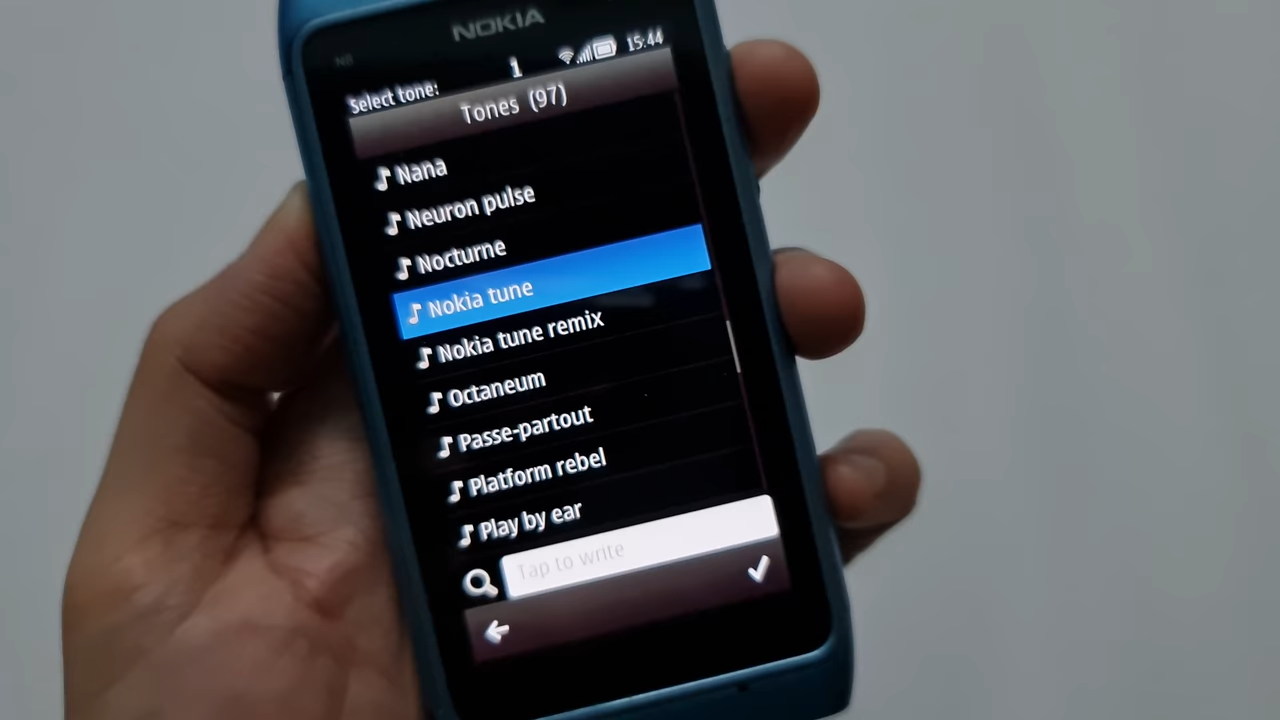 NOKIA
N8
1
15:44
Select tone:
Tones (97)
Nana
Neuron pulse
Nocturne
Nokia tune
Nokia tune remix
Octaneum
Passe-partout
Platform rebel
Play by ear
Tap to write